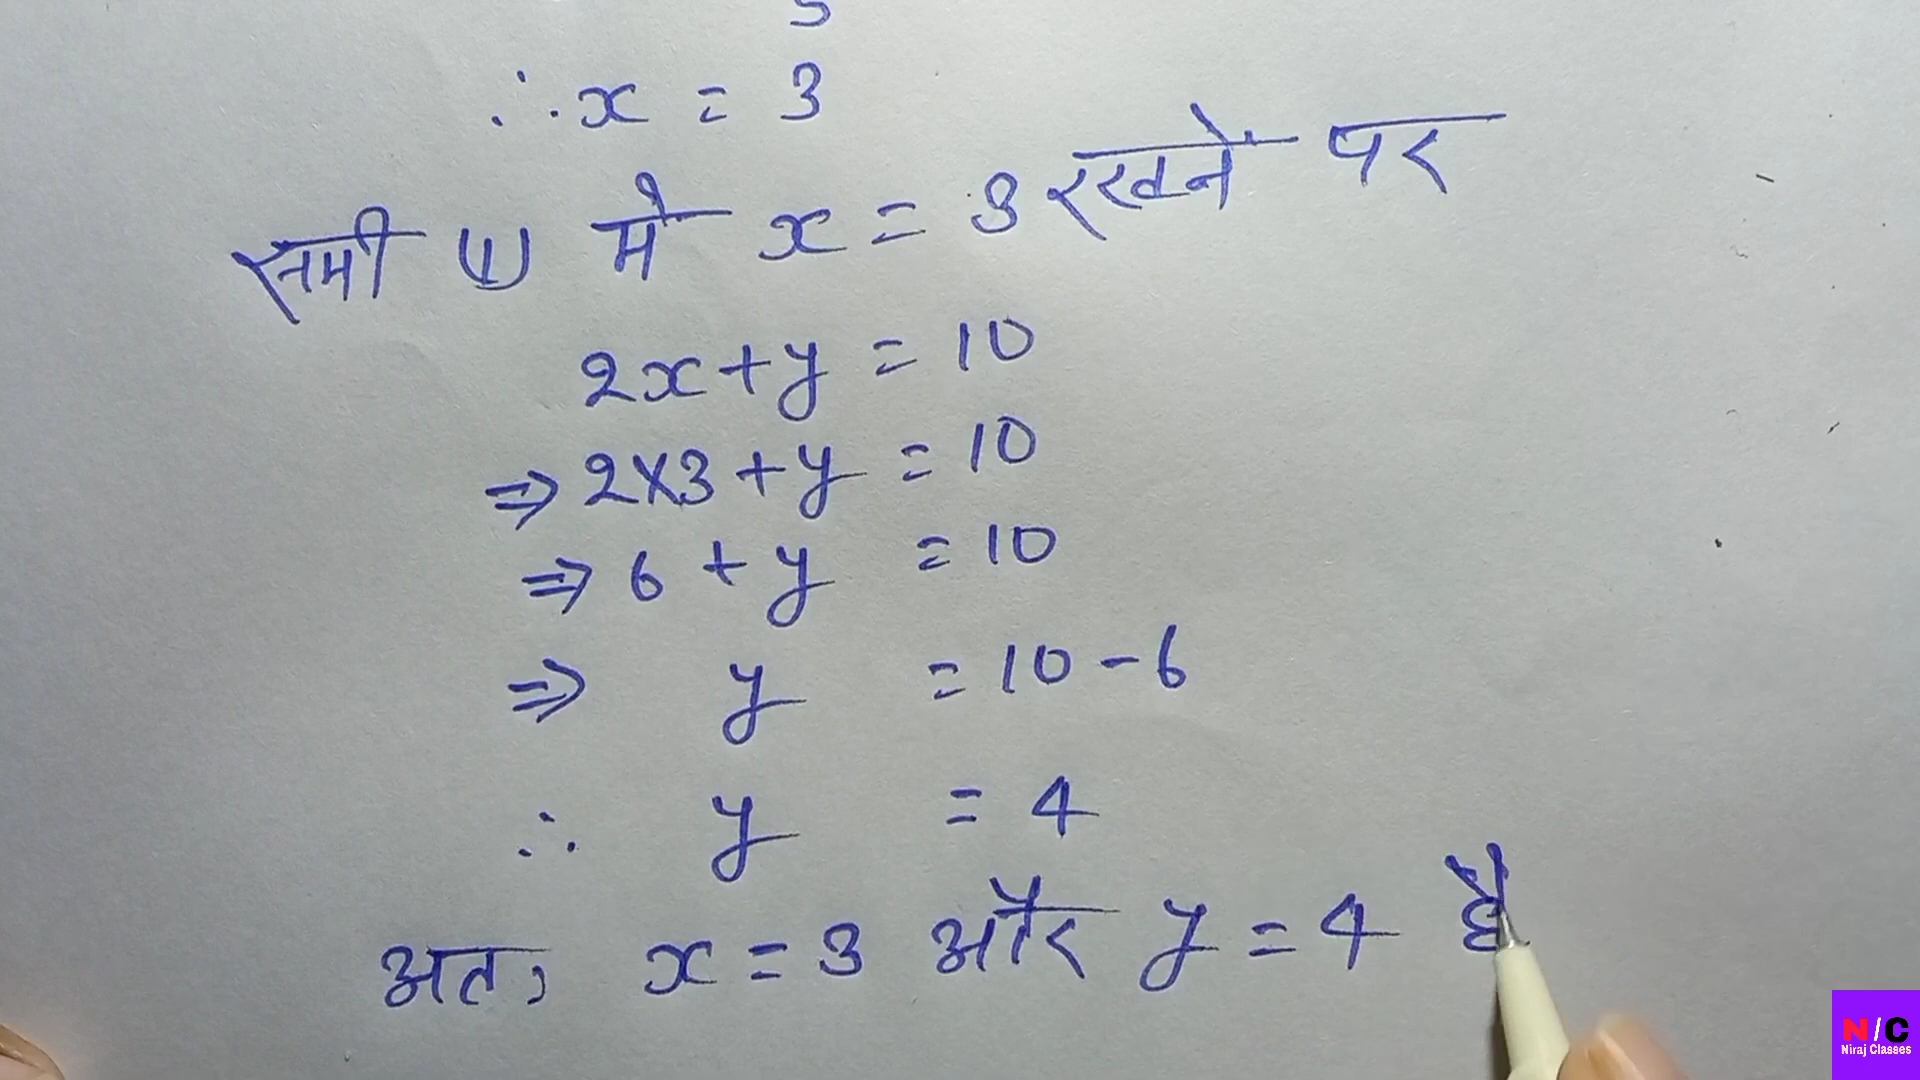 ∴ x = 3
समी (1) में x = 3 रखने पर
2x + y = 10
⇒ 2×3 + y = 10
⇒ 6 + y = 10
⇒ y = 10 - 6
∴ y = 4
अत, x = 3 और y = 4 है
N/C
Niraj Classes